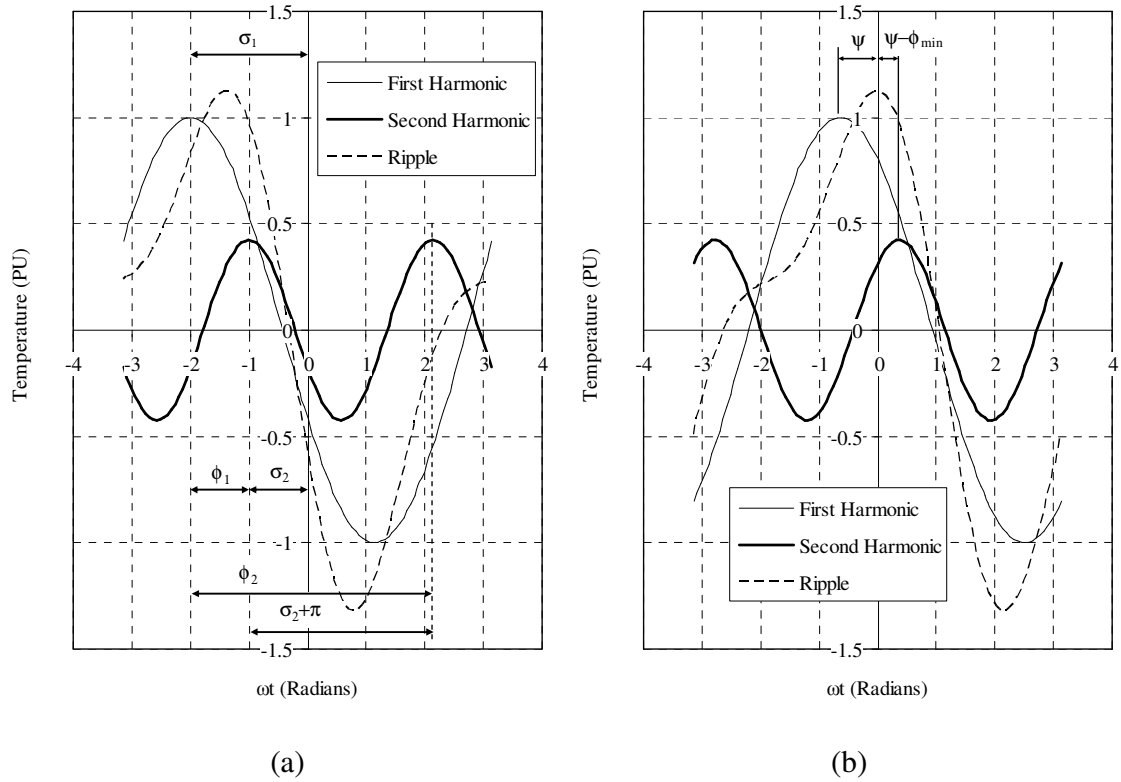 1.5
σ1
First Harmonic
Second Harmonic
Ripple
1
0.5
0
-4 -3 -2 -1 0 1 2 3 4
-0.5
ϕ1 σ2
-1
ϕ2
σ2+π
-1.5
Temperature (PU)
ωt (Radians)
(a)
1.5
ψ ψ−ϕmin
1
0.5
0
-4 -3 -2 -1 0 1 2 3 4
-0.5
First Harmonic
Second Harmonic
Ripple
-1
-1.5
Temperature (PU)
ωt (Radians)
(b)